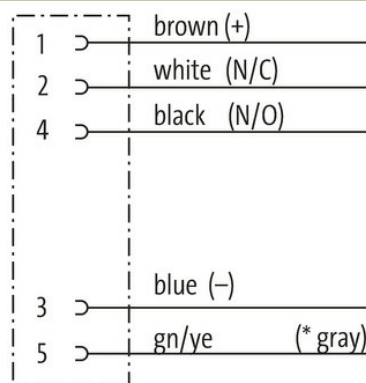 1 brown (+)
2 white (N/C)
4 black (N/O)
3 blue (–)
5 gn/ye (* gray)